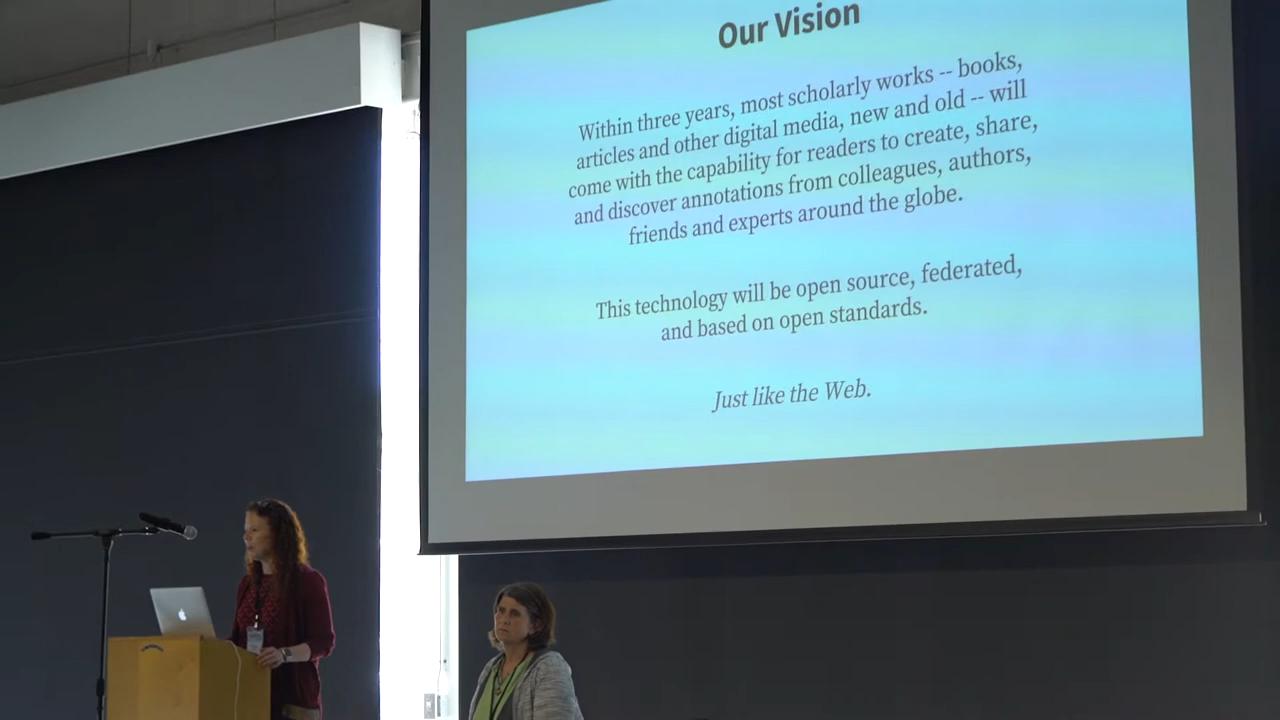 Our Vision
Within three years, most scholarly works -- books,
articles and other digital media, new and old -- will
come with the capability for readers to create, share,
and discover annotations from colleagues, authors,
friends and experts around the globe.
This technology will be open source, federated,
and based on open standards.
Just like the Web.